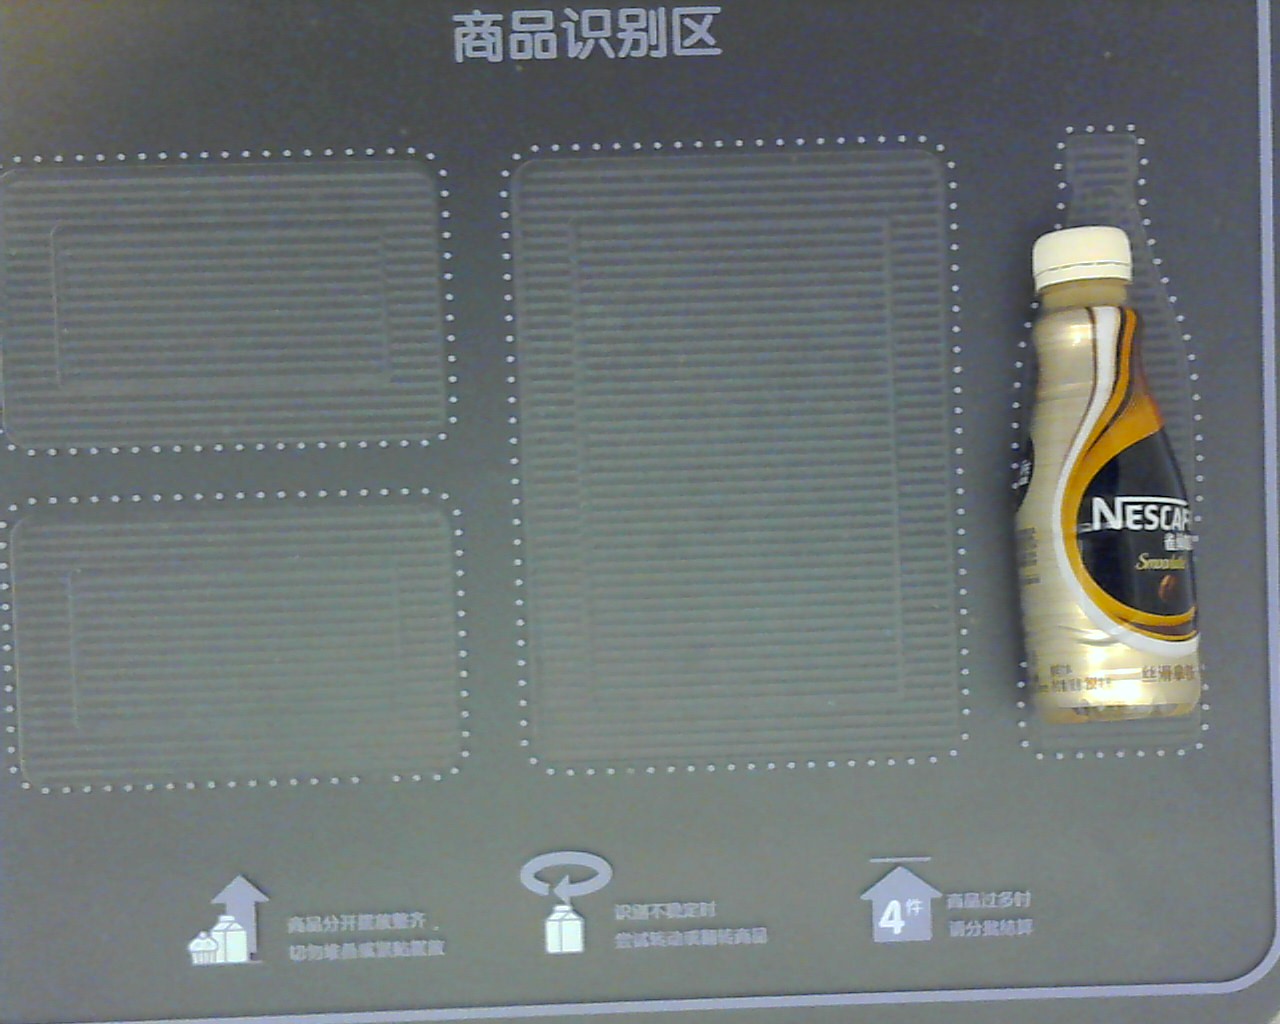 商品识别区
NESCAF
Smooth
丝滑拿铁
商品分开摆放整齐，
切勿堆叠或紧贴摆放
识别不稳定时
尝试转动或翻转商品
4件
商品过多时
请分批结算